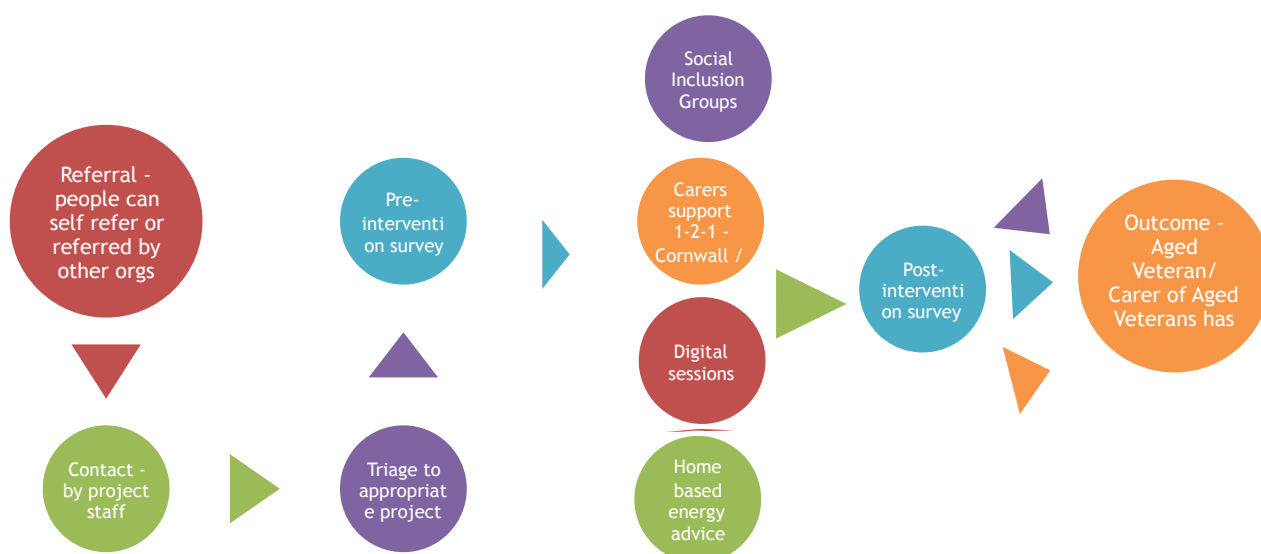 Referral -
people can
self refer or
referred by
other orgs
Contact -
by project
staff
Triage to
appropriat
e project
Pre-
interventi
on survey
Social
Inclusion
Groups
Carers
support
1-2-1 -
Cornwall /
Digital
sessions
Home
based
energy
advice
Post-
interventi
on survey
Outcome -
Aged
Veteran/
Carer of Aged
Veterans has